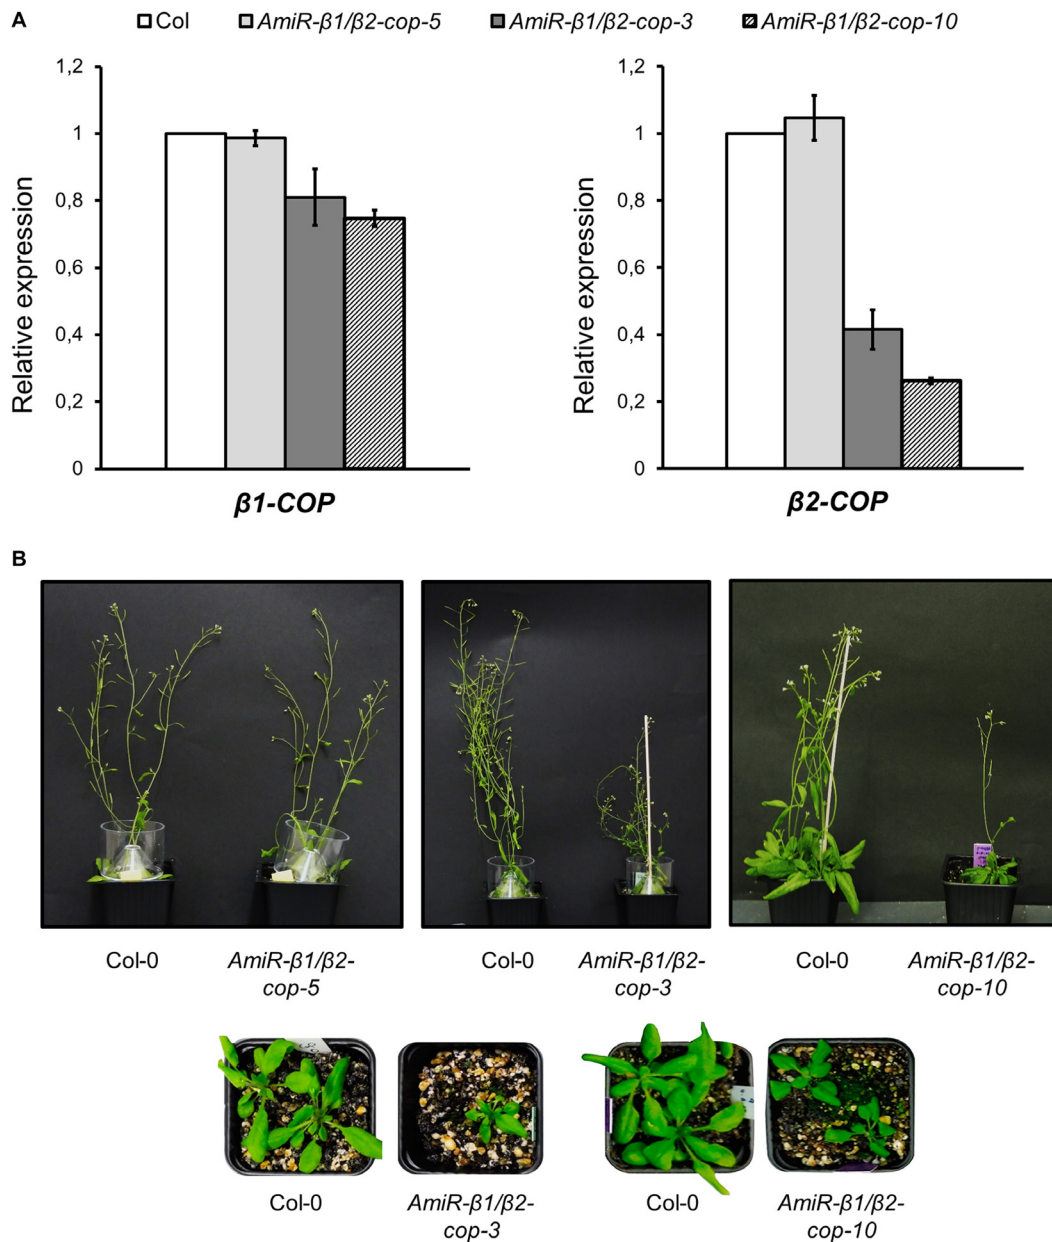 A
Col AmiR-β1/β2-cop-5 AmiR-β1/β2-cop-3 AmiR-β1/β2-cop-10
Relative expression
1,2
1
0,8
0,6
0,4
0,2
0
β1-COP
Relative expression
1,2
1
0,8
0,6
0,4
0,2
0
β2-COP
B
Col-0
AmiR-β1/β2-
cop-5
Col-0
AmiR-β1/β2-
cop-3
Col-0
AmiR-β1/β2-
cop-10
Col-0
AmiR-β1/β2-
cop-3
Col-0
AmiR-β1/β2-
cop-10